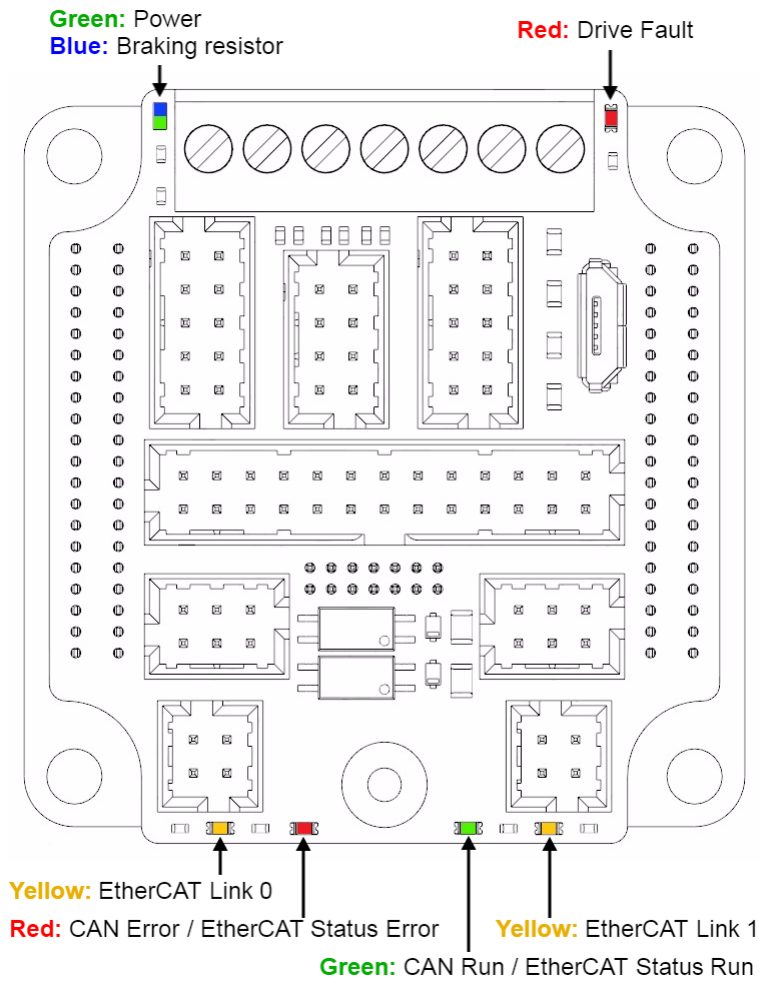 Green: Power
Blue: Braking resistor
Red: Drive Fault
Yellow: EtherCAT Link 0
Red: CAN Error / EtherCAT Status Error
Yellow: EtherCAT Link 1
Green: CAN Run / EtherCAT Status Run